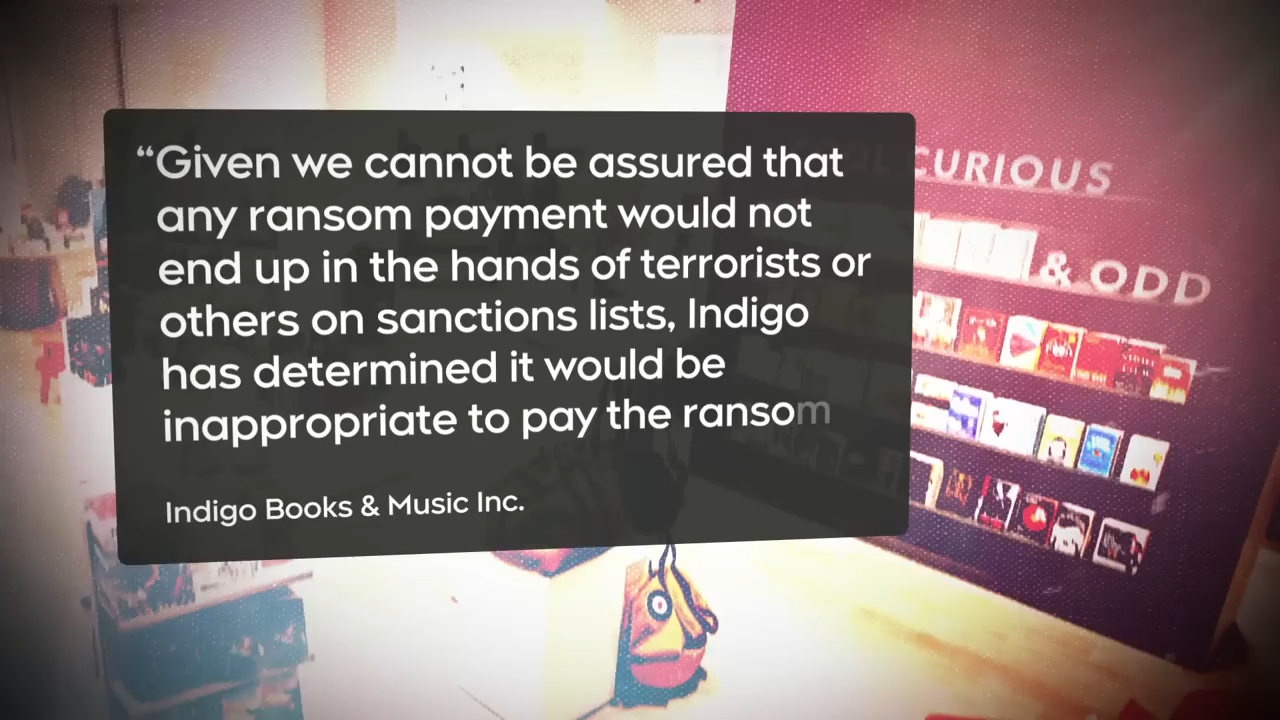 “Given we cannot be assured that
any ransom payment would not
end up in the hands of terrorists or
others on sanctions lists, Indigo
has determined it would be
inappropriate to pay the ransom
Indigo Books & Music Inc.
CURIOUS
& ODD